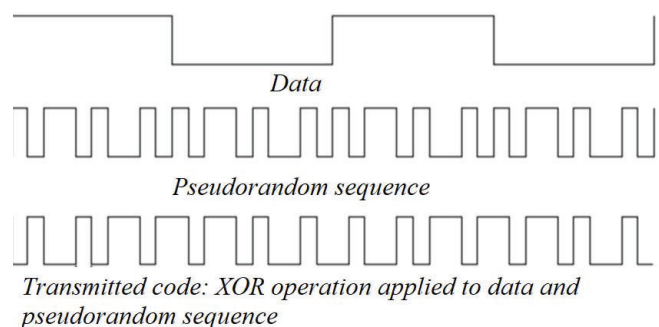 Data
Pseudorandom sequence
Transmitted code: XOR operation applied to data and
pseudorandom sequence